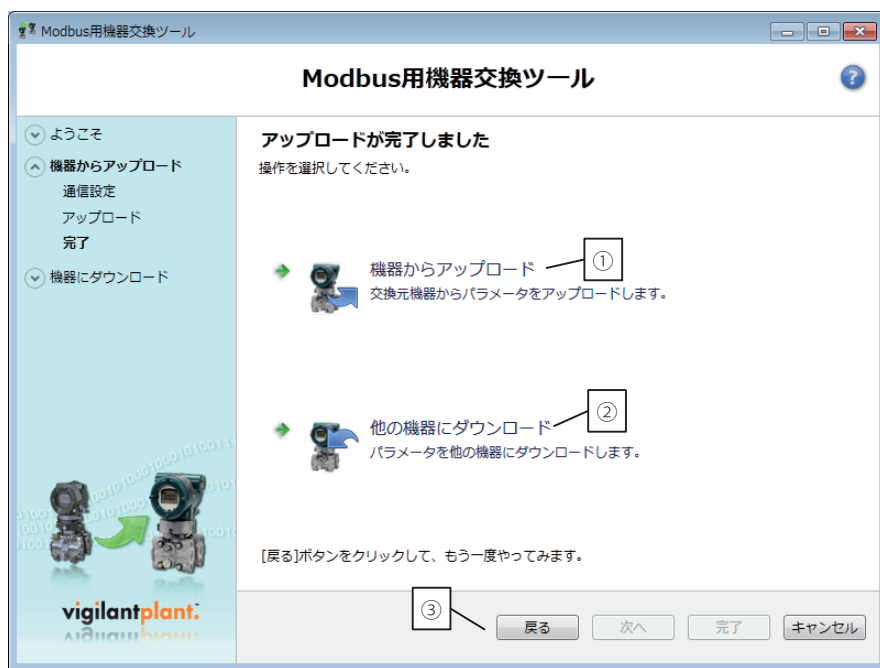 Modbus用機器交換ツール
Modbus用機器交換ツール
?
ようこそ
機器からアップロード
通信設定
アップロード
完了
機器にダウンロード
アップロードが完了しました
操作を選択してください。
機器からアップロード
①
交換元機器からパラメータをアップロードします。
他の機器にダウンロード
②
パラメータを他の機器にダウンロードします。
[戻る]ボタンをクリックして、もう一度やってみます。
vigilantplant.
③
戻る 次へ 完了 キャンセル